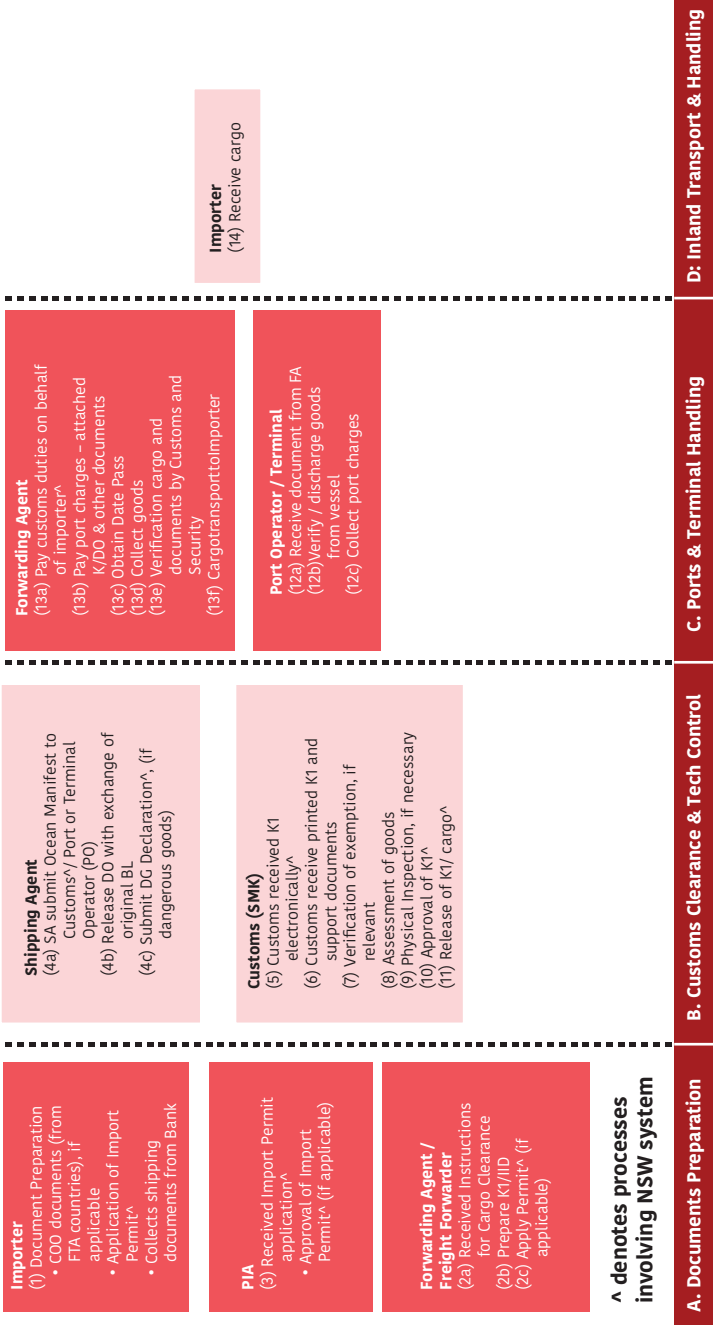 Importer
(1) Document Preparation
• COO documents (from
FTA countries), if
applicable
• Application of Import
Permit^
• Collects shipping
documents from Bank
PIA
(3) Received Import Permit
application^
• Approval of Import
Permit^ (if applicable)
Forwarding Agent /
Freight Forwarder
(2a) Received Instructions
for Cargo Clearance
(2b) Prepare K1/IID
(2c) Apply Permit^ (if
applicable)
^ denotes processes
involving NSW system
A. Documents Preparation
Shipping Agent
(4a) SA submit Ocean Manifest to
Customs^/ Port or Terminal
Operator (PO)
(4b) Release DO with exchange of
original BL
(4c) Submit DG Declaration^, (if
dangerous goods)
Customs (SMK)
(5) Customs received K1
electronically^
(6) Customs receive printed K1 and
support documents
(7) Verification of exemption, if
relevant
(8) Assessment of goods
(9) Physical Inspection, if necessary
(10) Approval of K1^
(11) Release of K1/ cargo^
B. Customs Clearance & Tech Control
Forwarding Agent
(13a) Pay customs duties on behalf
of importer^
(13b) Pay port charges – attached
K/DO & other documents
(13c) Obtain Date Pass
(13d) Collect goods
(13e) Verification cargo and
documents by Customs and
Security
(13f) CargotransporttoImporter
Port Operator / Terminal
(12a) Receive document from FA
(12b)Verify / discharge goods
from vessel
(12c) Collect port charges
C. Ports & Terminal Handling
Importer
(14) Receive cargo
D: Inland Transport & Handling